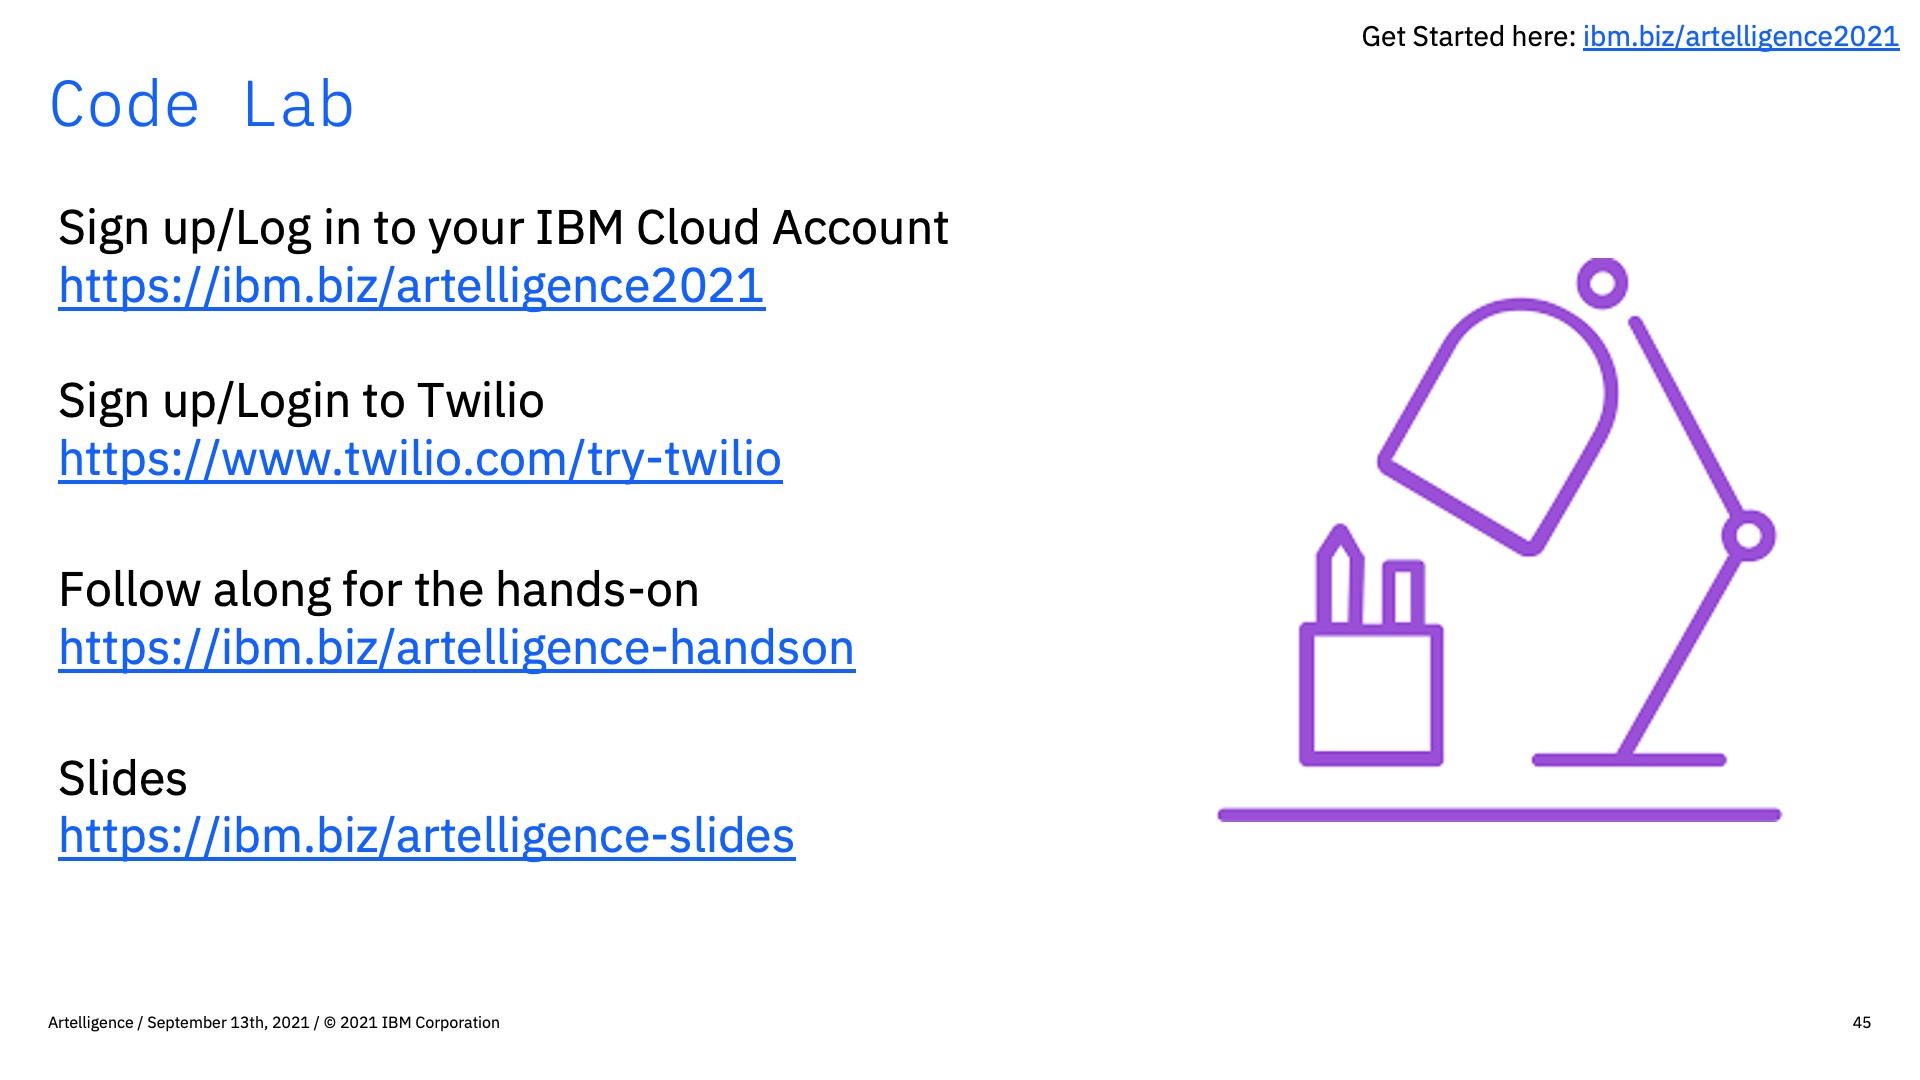 Get Started here: ibm.biz/artelligence2021
Code Lab
Sign up/Log in to your IBM Cloud Account
https://ibm.biz/artelligence2021
Sign up/Login to Twilio
https://www.twilio.com/try-twilio
Follow along for the hands-on
https://ibm.biz/artelligence-handson
Slides
https://ibm.biz/artelligence-slides
Artelligence / September 13th, 2021 / © 2021 IBM Corporation
45